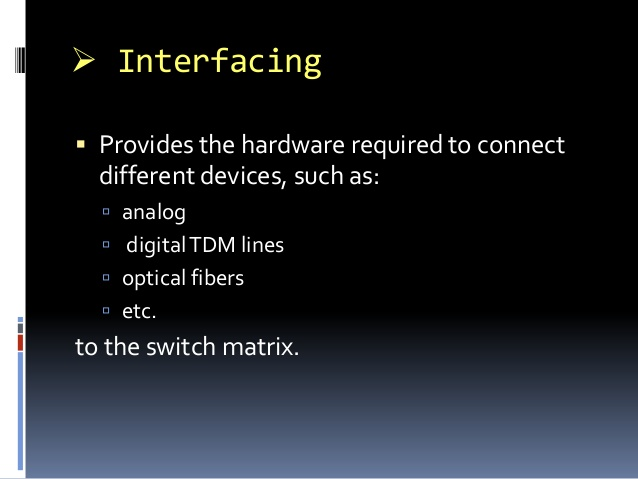 ➢ Interfacing
▪ Provides the hardware required to connect
different devices, such as:
▫ analog
▫ digital TDM lines
▫ optical fibers
▫ etc.
to the switch matrix.